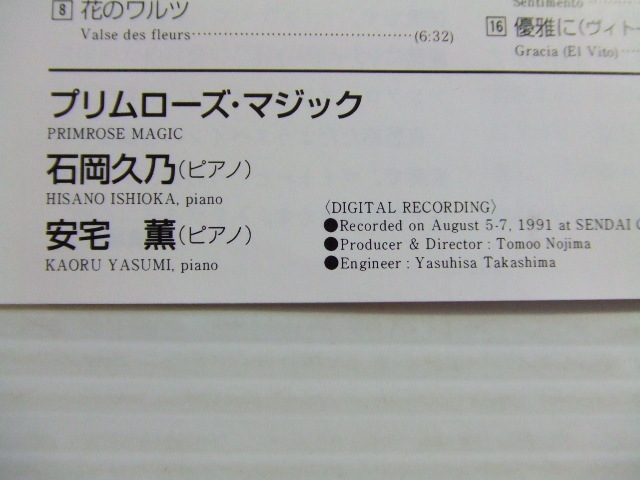 8 花のワルツ
Valse des fleurs……………………………(6:32)
Sentimento
16 優雅に(ヴィト
Gracia (El Vito)
プリムローズ・マジック
PRIMROSE MAGIC
石岡久乃(ピアノ)
HISANO ISHIOKA, piano
安宅 薫(ピアノ)
KAORU YASUMI, piano
〈DIGITAL RECORDING〉
●Recorded on August 5-7, 1991 at SENDAI
●Producer & Director : Tomoo Nojima
●Engineer : Yasuhisa Takashima